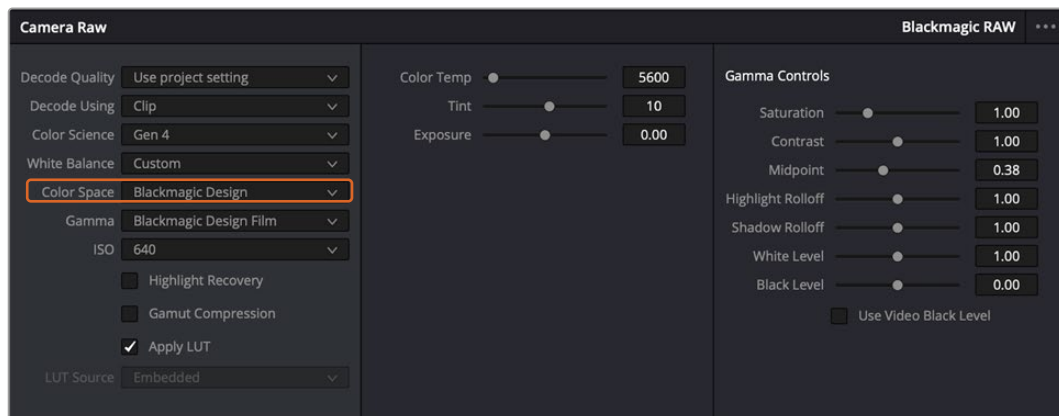 Camera Raw
Blackmagic RAW
Decode Quality Use project setting
Decode Using Clip
Color Science Gen 4
White Balance Custom
Color Space Blackmagic Design
Gamma Blackmagic Design Film
ISO 640
Highlight Recovery
Gamut Compression
Apply LUT
LUT Source Embedded
Color Temp 5600
Tint 10
Exposure 0.00
Gamma Controls
Saturation 1.00
Contrast 1.00
Midpoint 0.38
Highlight Rolloff 1.00
Shadow Rolloff 1.00
White Level 1.00
Black Level 0.00
Use Video Black Level